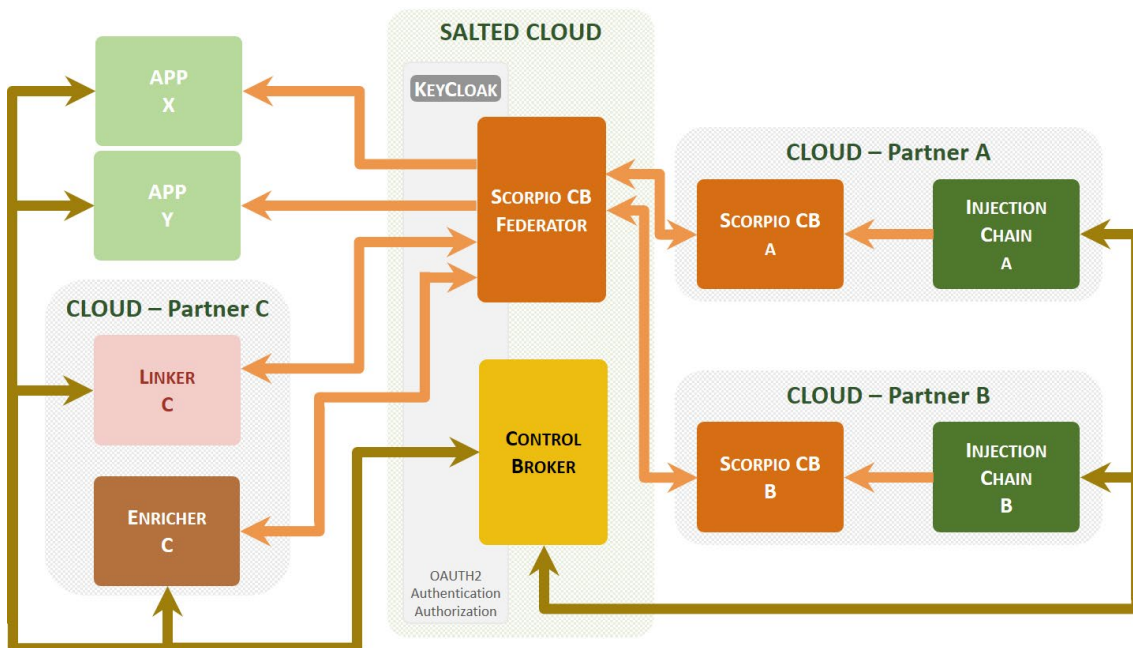 SALTED CLOUD
KEYCLOAK
APP
X
APP
Y
SCORPIO CB
FEDERATOR
CLOUD – Partner A
SCORPIO CB
A
INJECTION
CHAIN
A
CLOUD – Partner C
LINKER
C
ENRICHER
C
CONTROL
BROKER
CLOUD – Partner B
SCORPIO CB
B
INJECTION
CHAIN
B
OAUTH2
Authentication
Authorization